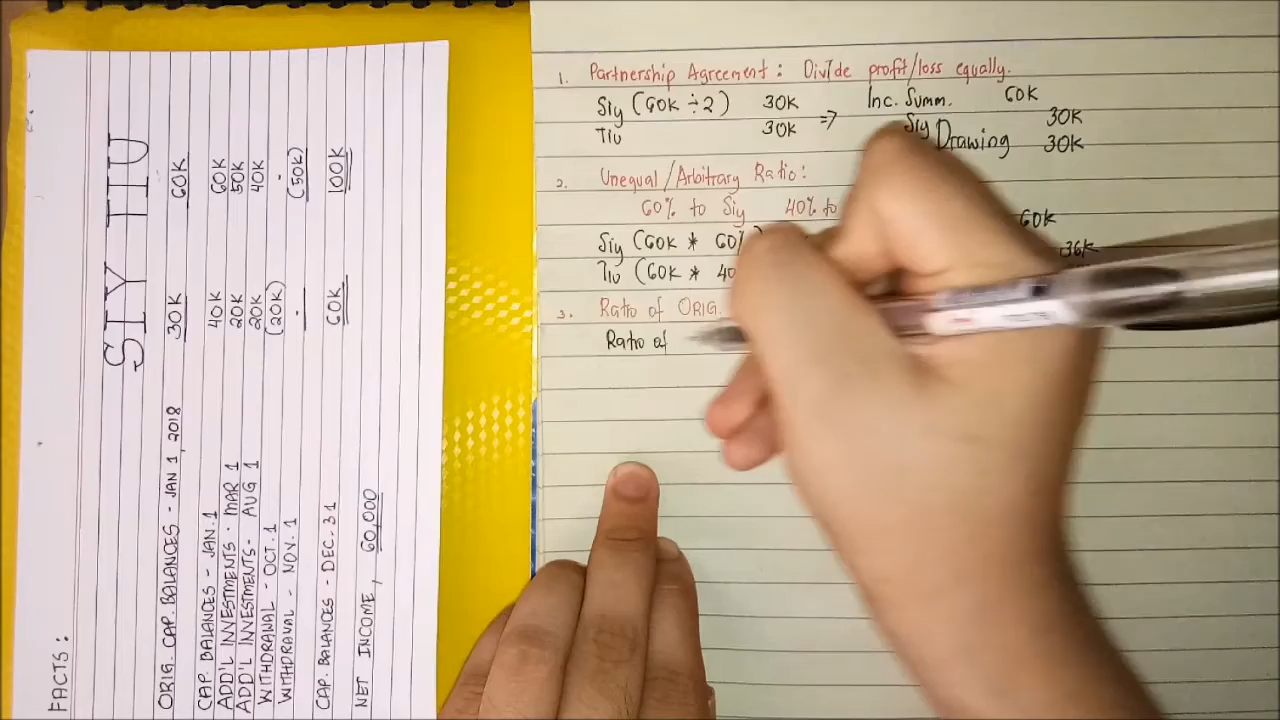 FACTS:
SIY TIU
ORIG. CAP. BALANCES - JAN 1, 2018 30K 60K
CAP. BALANCES - JAN. 1 40K 60K
ADD'L INVESTMENTS - MAR 1 20K 50K
ADD'L INVESTMENTS - AUG 1 20K 40K
WITHDRAWAL - OCT. 1 (20K) -
WITHDRAVAL - NOV. 1 - (50K)
CAP. BALANCES - DEC. 31 60K 100K
NET INCOME, 60,000
1. Partnership Agreement: Divide profit/loss equally.
Siy (60K ÷ 2) 30K => Inc. Summ. 60K
Tiu 30K Siy 30K
Drawing 30K
2. Unequal/Arbitrary Ratio:
60% to Siy 40% to
Siy (60K * 60%) 60K
Tiu (60K * 40 36K
3. Ratio of ORIG.
Ratio of